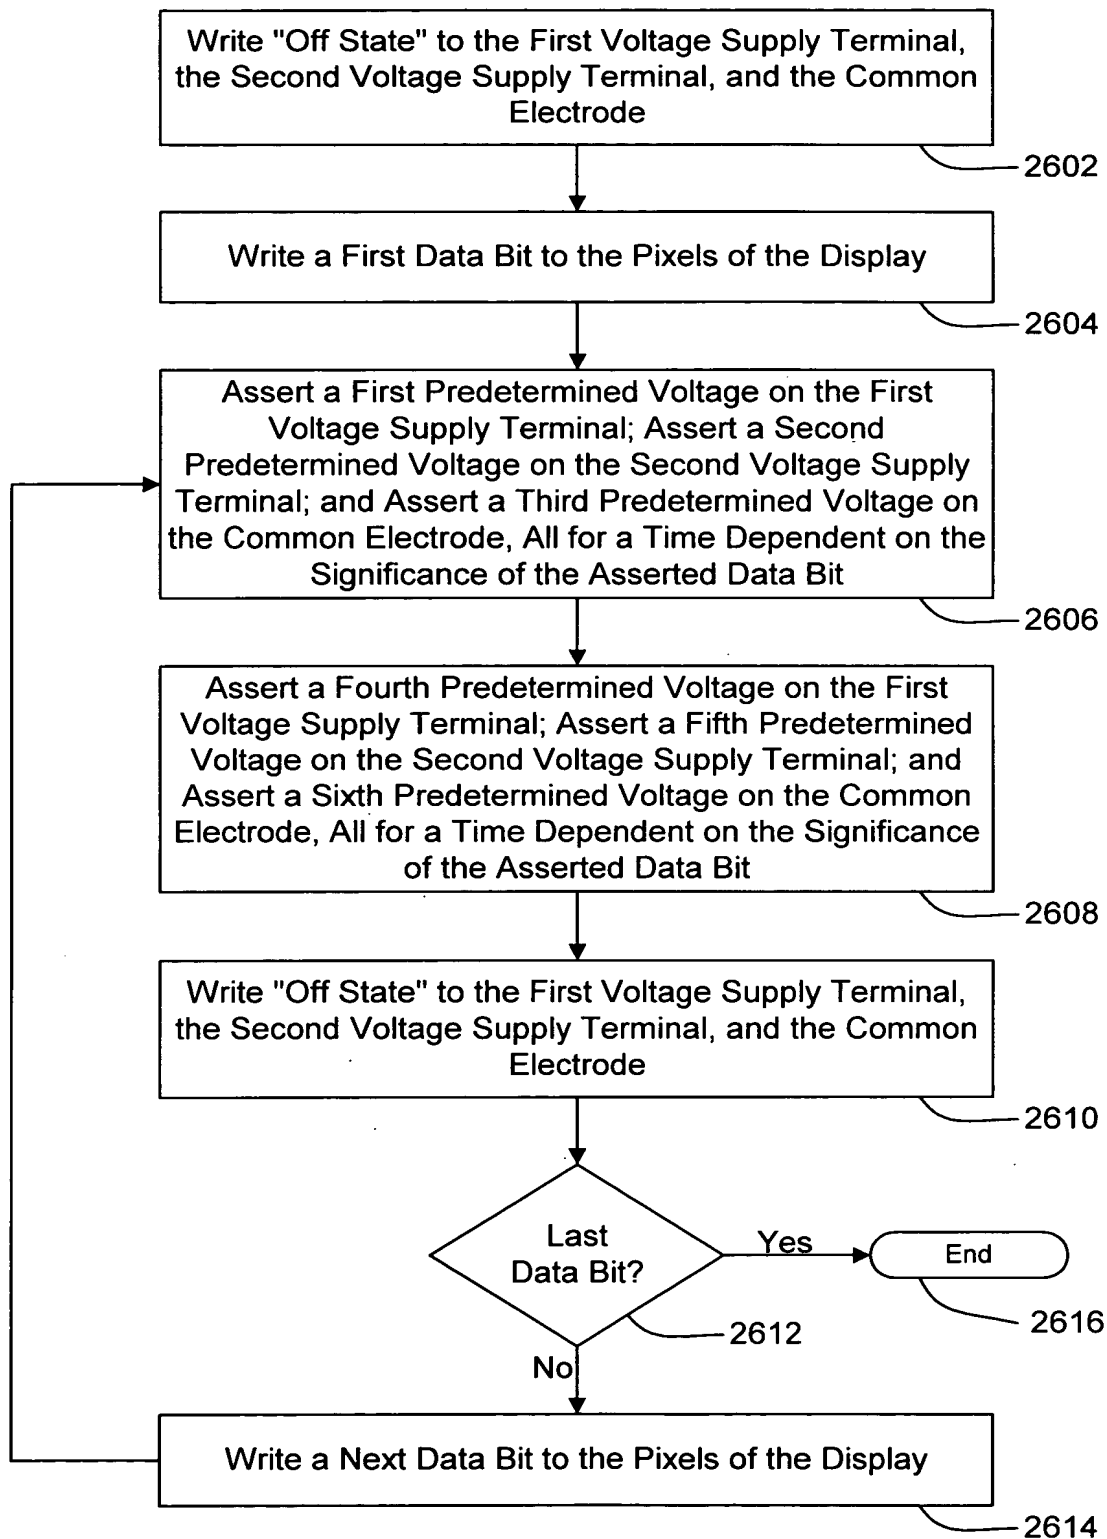 Write "Off State" to the First Voltage Supply Terminal,
the Second Voltage Supply Terminal, and the Common
Electrode
2602
Write a First Data Bit to the Pixels of the Display
2604
Assert a First Predetermined Voltage on the First
Voltage Supply Terminal; Assert a Second
Predetermined Voltage on the Second Voltage Supply
Terminal; and Assert a Third Predetermined Voltage on
the Common Electrode, All for a Time Dependent on the
Significance of the Asserted Data Bit
2606
Assert a Fourth Predetermined Voltage on the First
Voltage Supply Terminal; Assert a Fifth Predetermined
Voltage on the Second Voltage Supply Terminal; and
Assert a Sixth Predetermined Voltage on the Common
Electrode, All for a Time Dependent on the Significance
of the Asserted Data Bit
2608
Write "Off State" to the First Voltage Supply Terminal,
the Second Voltage Supply Terminal, and the Common
Electrode
2610
Last
Data Bit?
Yes
End
2616
2612
No
Write a Next Data Bit to the Pixels of the Display
2614